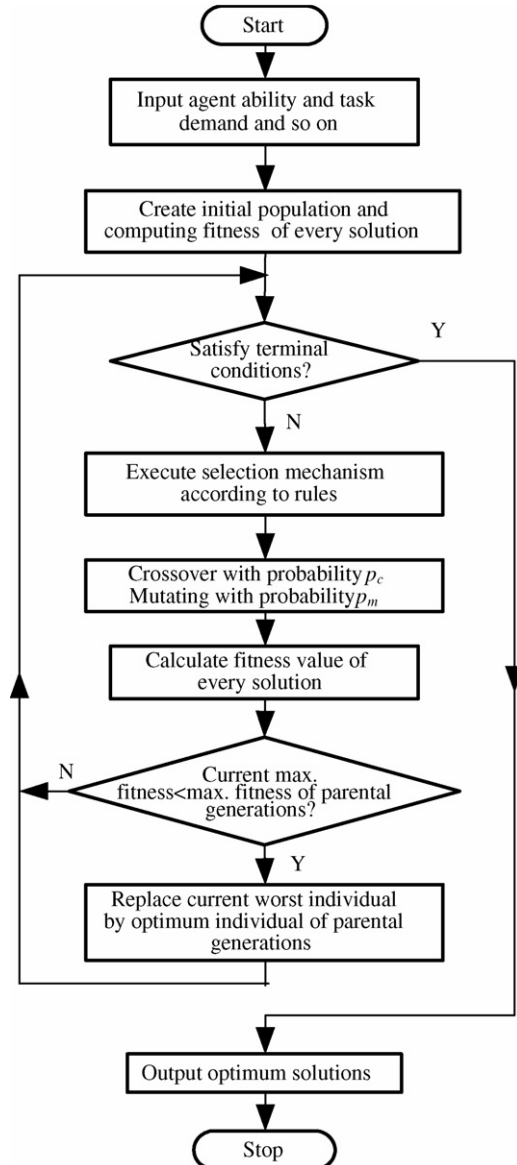 Start
Input agent ability and task
demand and so on
Create initial population and
computing fitness of every solution
Y
Satisfy terminal
conditions?
N
Execute selection mechanism
according to rules
Crossover with probability p_c
Mutating with probability p_m
Calculate fitness value of
every solution
N
Current max.
fitness<max. fitness of parental
generations?
Y
Replace current worst individual
by optimum individual of parental
generations
Output optimum solutions
Stop